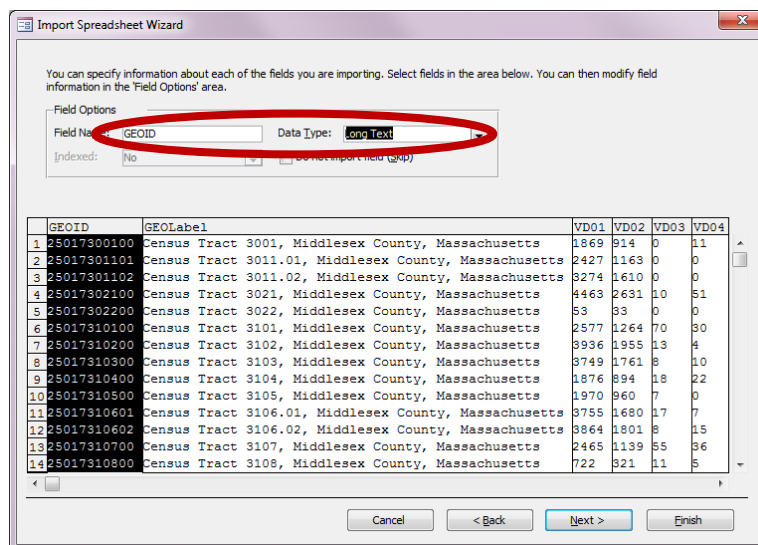 Import Spreadsheet Wizard
You can specify information about each of the fields you are importing. Select fields in the area below. You can then modify field
information in the 'Field Options' area.
Field Options
Field Name: GEOID Data Type: Long Text
Indexed: No Do not import field (Skip)
GEOID GEOLabel VD01 VD02 VD03 VD04
1 25017300100 Census Tract 3001, Middlesex County, Massachusetts 1869 914 0 11
2 25017301101 Census Tract 3011.01, Middlesex County, Massachusetts 2427 1163 0 0
3 25017301102 Census Tract 3011.02, Middlesex County, Massachusetts 3274 1610 0 0
4 25017302100 Census Tract 3021, Middlesex County, Massachusetts 4463 2631 10 51
5 25017302200 Census Tract 3022, Middlesex County, Massachusetts 53 33 0 0
6 25017310100 Census Tract 3101, Middlesex County, Massachusetts 2577 1264 70 30
7 25017310200 Census Tract 3102, Middlesex County, Massachusetts 3936 1955 13 4
8 25017310300 Census Tract 3103, Middlesex County, Massachusetts 3749 1761 8 10
9 25017310400 Census Tract 3104, Middlesex County, Massachusetts 1876 894 18 22
10 25017310500 Census Tract 3105, Middlesex County, Massachusetts 1970 960 7 0
11 25017310601 Census Tract 3106.01, Middlesex County, Massachusetts 3755 1680 17 7
12 25017310602 Census Tract 3106.02, Middlesex County, Massachusetts 3864 1801 8 15
13 25017310700 Census Tract 3107, Middlesex County, Massachusetts 2465 1139 55 36
14 25017310800 Census Tract 3108, Middlesex County, Massachusetts 722 321 11 5
Cancel < Back Next > Finish